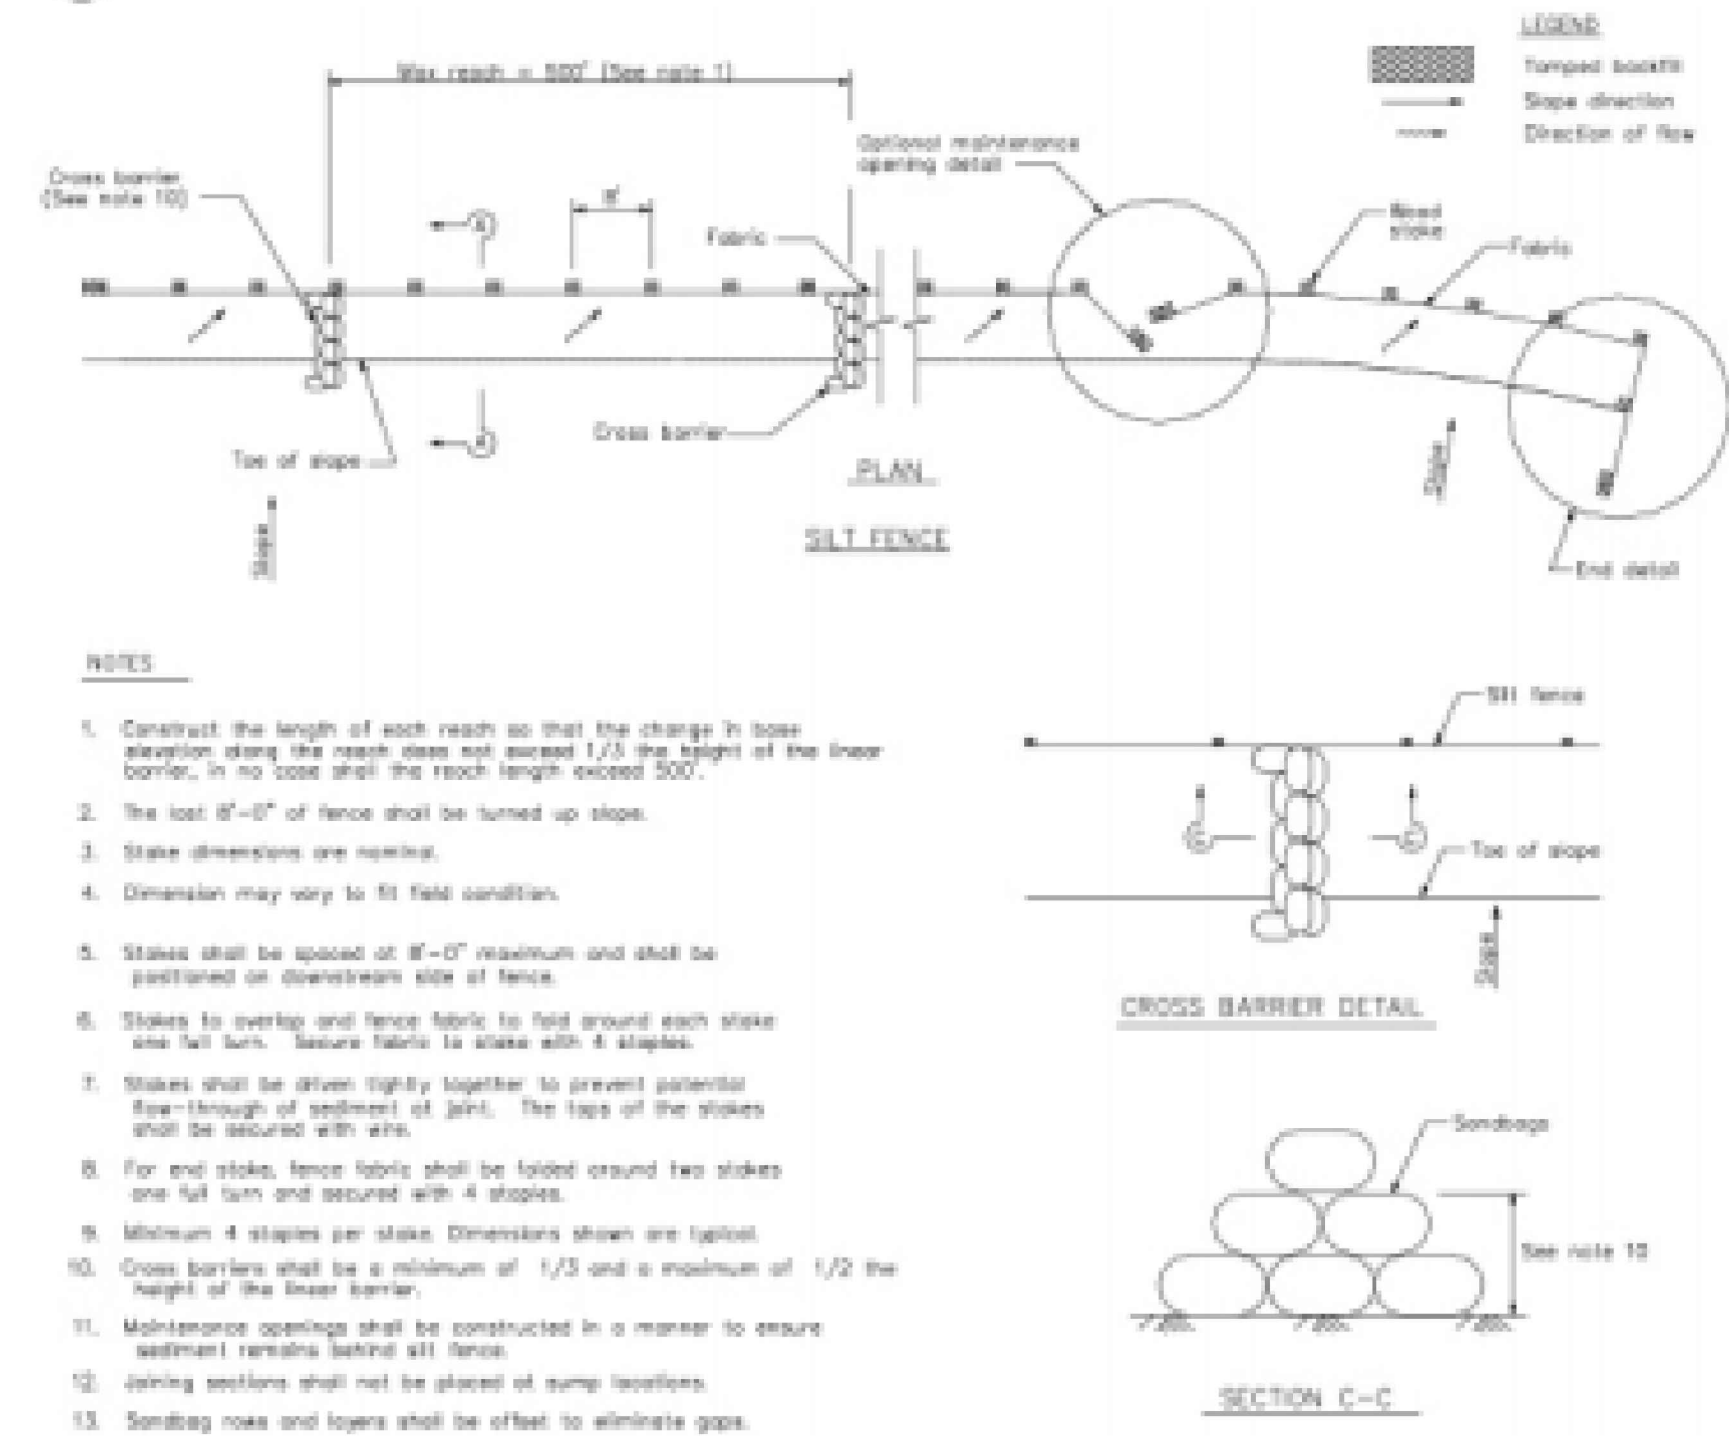 LEGEND
Tamped backfill
Slope direction
Direction of flow
Max reach = 500' (See note 1)
Optional maintenance
opening detail
Cross barrier
(See note 10)
8'
Fabric
Wood
stake
Fabric
Cross barrier
Toe of slope
Slope
PLAN
SILT FENCE
Slope
End detail
NOTES
1. Construct the length of each reach so that the change in base
elevation along the reach does not exceed 1/3 the height of the linear
barrier, in no case shall the reach length exceed 500'.
2. The last 8'-0" of fence shall be turned up slope.
3. Stake dimensions are nominal.
4. Dimension may vary to fit field condition.
5. Stakes shall be spaced at 8'-0" maximum and shall be
positioned on downstream side of fence.
6. Stakes to overlap and fence fabric to fold around each stake
one full turn. Secure fabric to stake with 4 staples.
7. Stakes shall be driven tightly together to prevent potential
flow-through of sediment at joint. The tops of the stakes
shall be secured with wire.
8. For end stake, fence fabric shall be folded around two stakes
one full turn and secured with 4 staples.
9. Minimum 4 staples per stake. Dimensions shown are typical.
10. Cross barriers shall be a minimum of 1/3 and a maximum of 1/2 the
height of the linear barrier.
11. Maintenance openings shall be constructed in a manner to ensure
sediment remains behind silt fence.
12. Joining sections shall not be placed at sump locations.
13. Sandbag rows and layers shall be offset to eliminate gaps.
Silt fence
C
C
Toe of slope
Slope
CROSS BARRIER DETAIL
Sandbags
See note 10
SECTION C-C